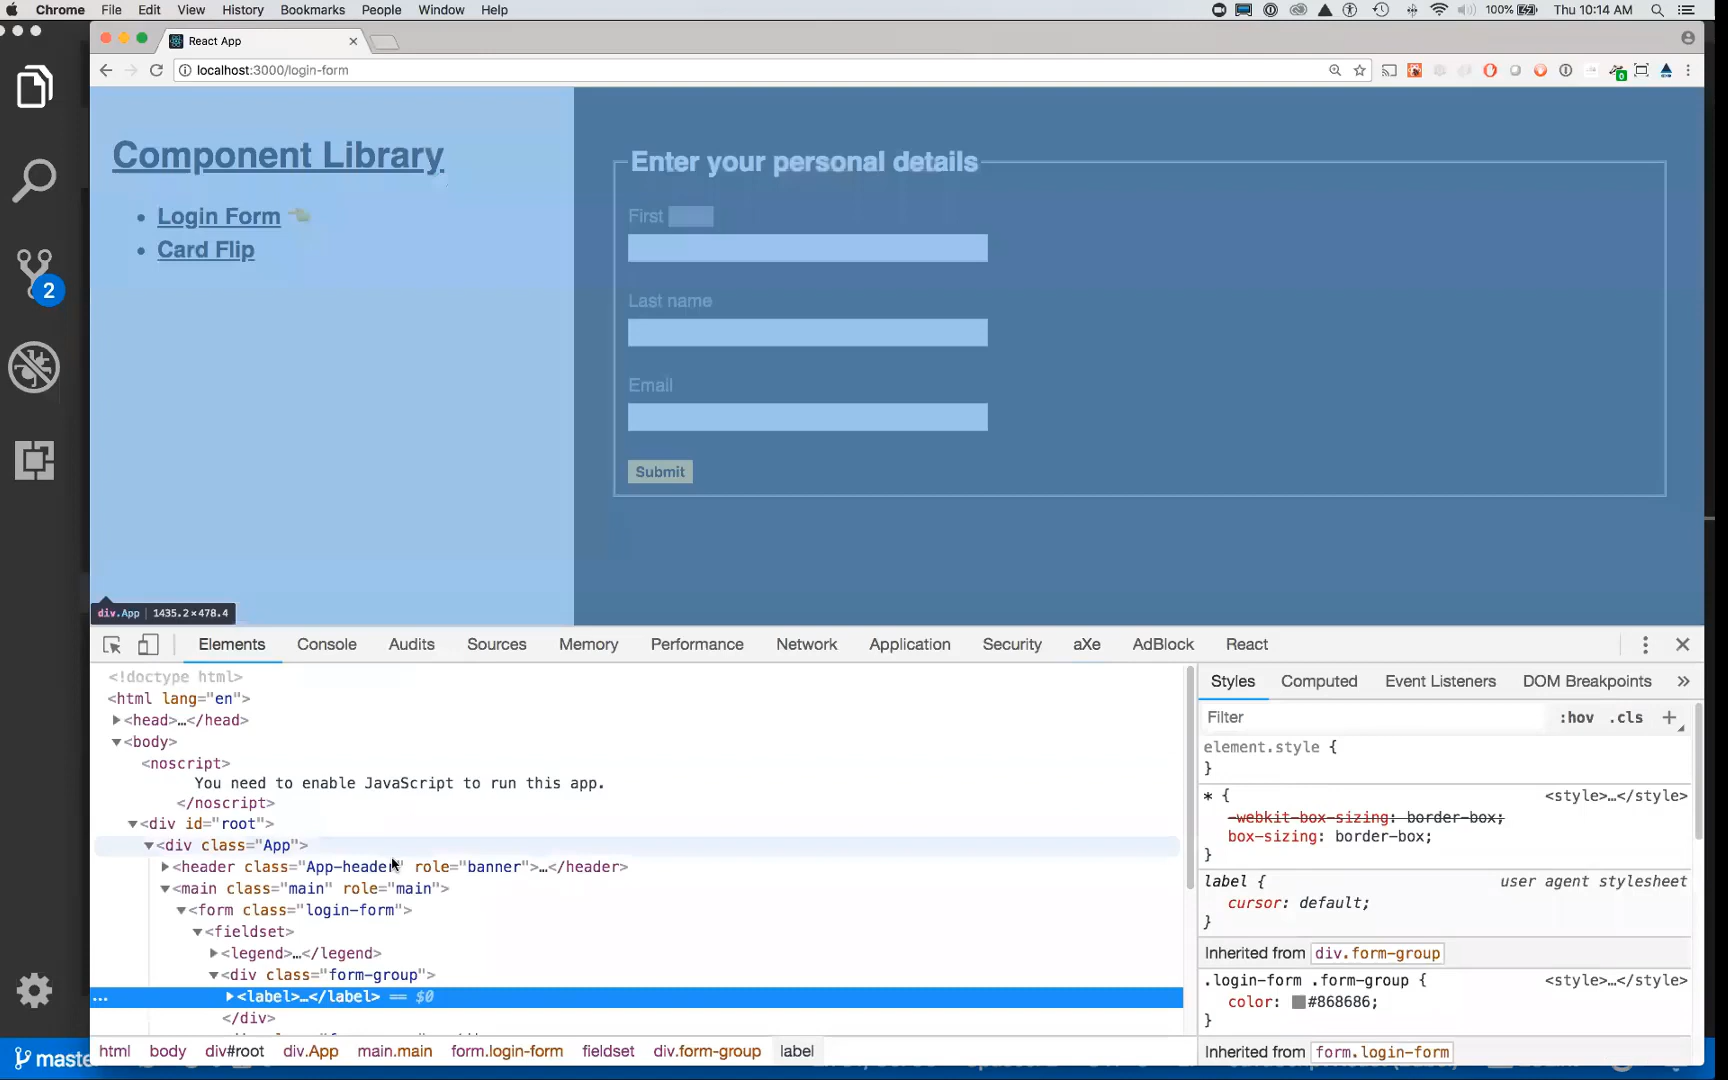 Chrome File Edit View History Bookmarks People Window Help 100% Thu 10:14 AM
React App
localhost:3000/login-form
2
Component Library
Login Form
Card Flip
Enter your personal details
First
Last name
Email
Submit
div.App | 1435.2×478.4
Elements Console Audits Sources Memory Performance Network Application Security aXe AdBlock React
<!doctype html>
<html lang="en">
<head>…</head>
<body>
<noscript>
You need to enable JavaScript to run this app.
</noscript>
<div id="root">
<div class="App">
<header class="App-header" role="banner">…</header>
<main class="main" role="main">
<form class="login-form">
<fieldset>
<legend>…</legend>
<div class="form-group">
… <label>…</label> == $0
</div>
html body div#root div.App main.main form.login-form fieldset div.form-group label
Styles Computed Event Listeners DOM Breakpoints »
Filter :hov .cls +
element.style {
}
* { <style>…</style>
-webkit-box-sizing: border-box;
box-sizing: border-box;
}
label { user agent stylesheet
cursor: default;
}
Inherited from div.form-group
.login-form .form-group { <style>…</style>
color: #868686;
}
Inherited from form.login-form